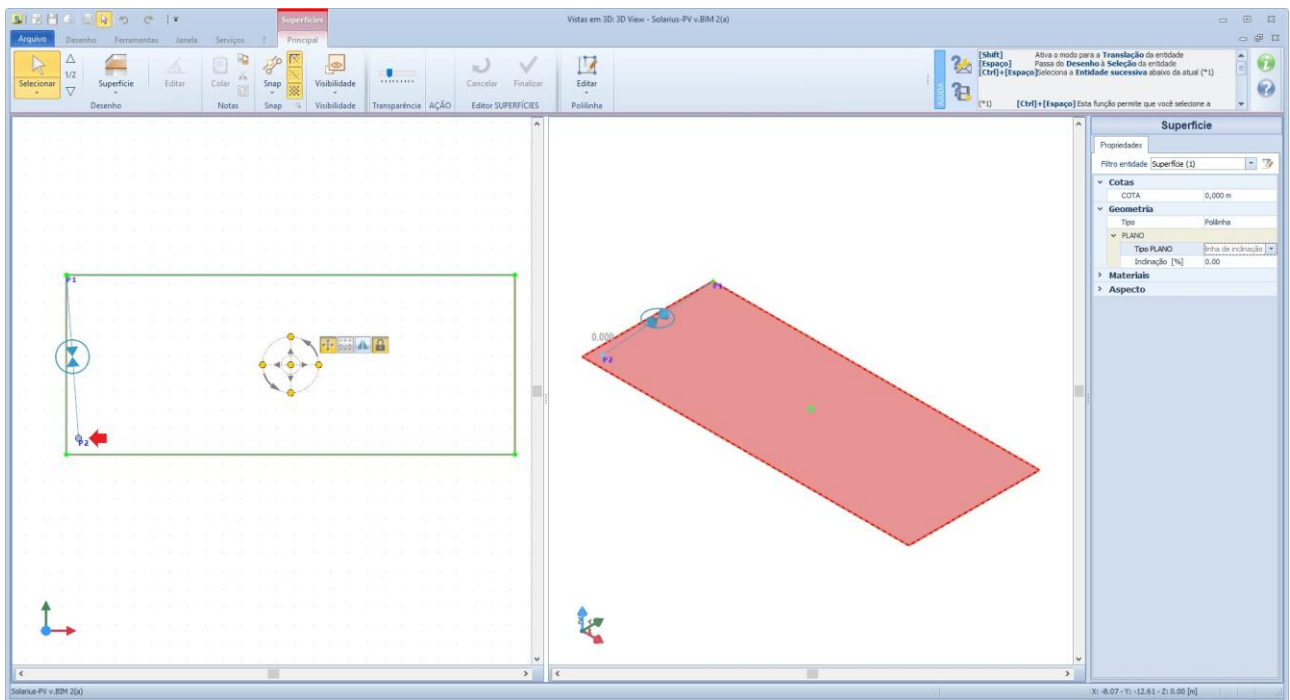 Superfícies
Vistas em 3D: 3D View - Solarius-PV v.BIM 2(a)
Arquivo Desenho Ferramentas Janela Serviços ? Principal
Selecionar
1/2
Superfície
Editar
Colar
Snap
Visibilidade
Cancelar
Finalizar
Editar
Desenho
Notas
Snap
Visibilidade
Transparência
AÇÃO
Editor SUPERFÍCIES
Polilinha
AJUDA
[Shift] Ativa o modo para a Translação da entidade
[Espaço] Passa do Desenho à Seleção da entidade
[Ctrl]+[Espaço]Seleciona a Entidade sucessiva abaixo da atual (*1)
(*1) [Ctrl]+[Espaço] Esta função permite que você selecione a
P1
P2
P1
0.000
P2
Superfície
Propriedades
Filtro entidade Superfície (1)
Cotas
COTA 0,000 m
Geometria
Tipo Polilinha
PLANO
Tipo PLANO linha de inclinação
Inclinação [%] 0.00
Materiais
Aspecto
Solarius-PV v.BIM 2(a)
X: -8.07 - Y: -12.61 - Z: 0.00 [m]